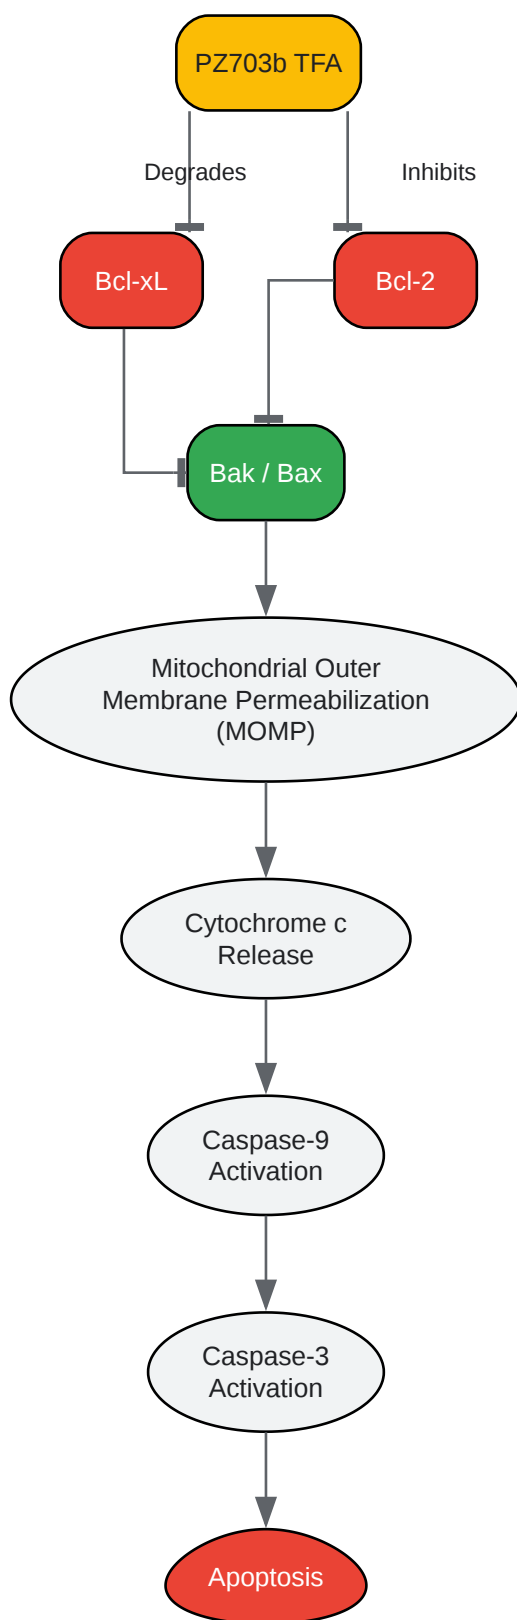 PZ703b TFA
Degrades
Inhibits
Bcl-xL
Bcl-2
Bak / Bax
Mitochondrial Outer
Membrane Permeabilization
(MOMP)
Cytochrome c
Release
Caspase-9
Activation
Caspase-3
Activation
Apoptosis